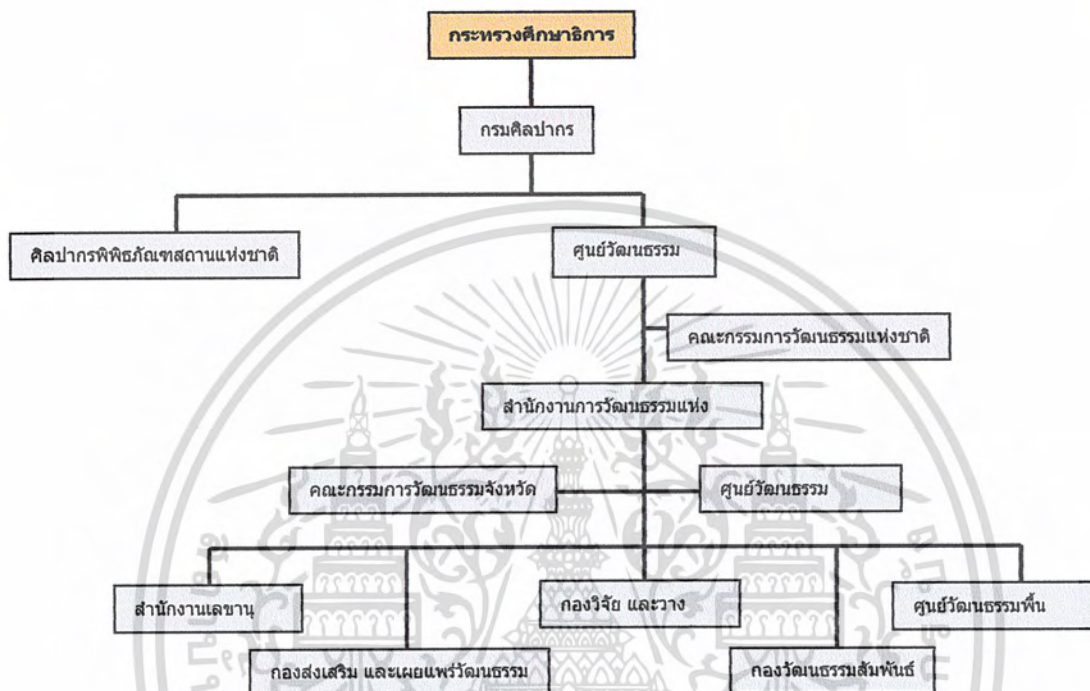 กระทรวงศึกษาธิการ
กรมศิลปากร
ศิลปากรพิพิธภัณฑสถานแห่งชาติ
ศูนย์วัฒนธรรม
คณะกรรมการวัฒนธรรมแห่งชาติ
สำนักงานการวัฒนธรรมแห่ง
คณะกรรมการวัฒนธรรมจังหวัด
ศูนย์วัฒนธรรม
สำนักงานเลขานุ
กองวิจัย และวาง
ศูนย์วัฒนธรรมพื้น
กองส่งเสริม และเผยแพร่วัฒนธรรม
กองวัฒนธรรมสัมพันธ์